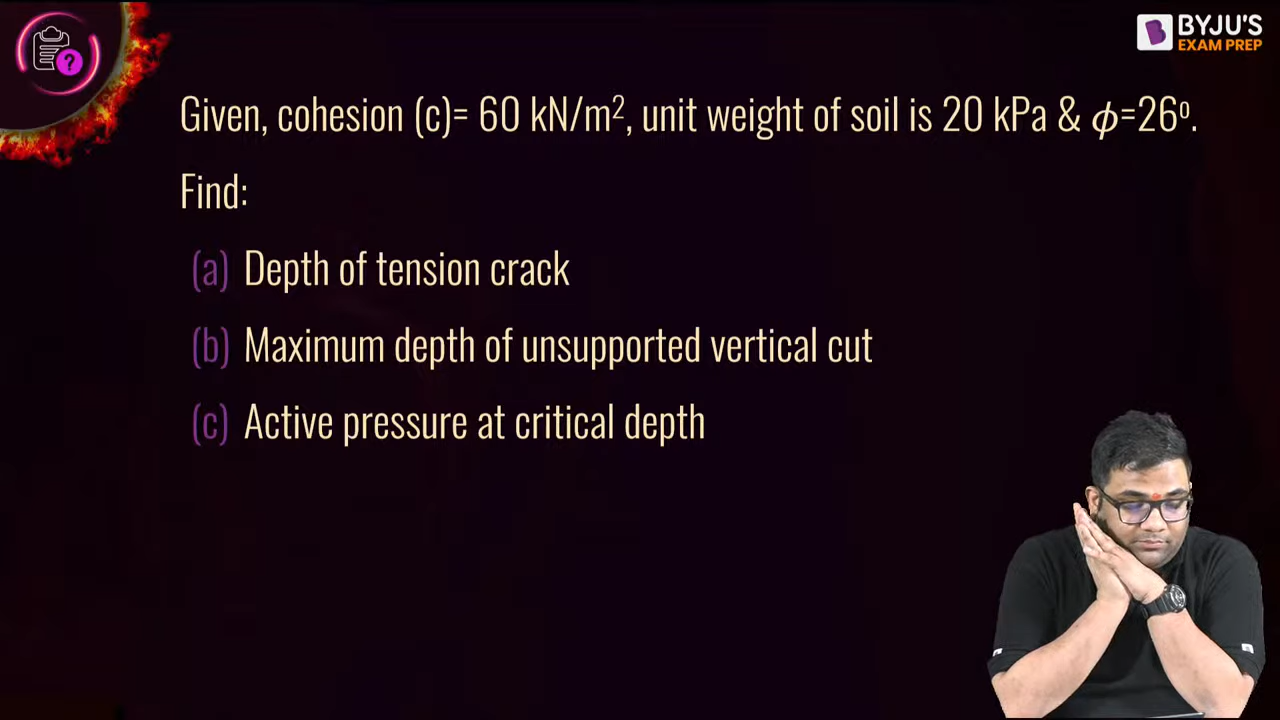 BYJU'S
EXAM PREP
Given, cohesion (c)= 60 kN/m², unit weight of soil is 20 kPa & ϕ=26⁰.
Find:
(a) Depth of tension crack
(b) Maximum depth of unsupported vertical cut
(c) Active pressure at critical depth